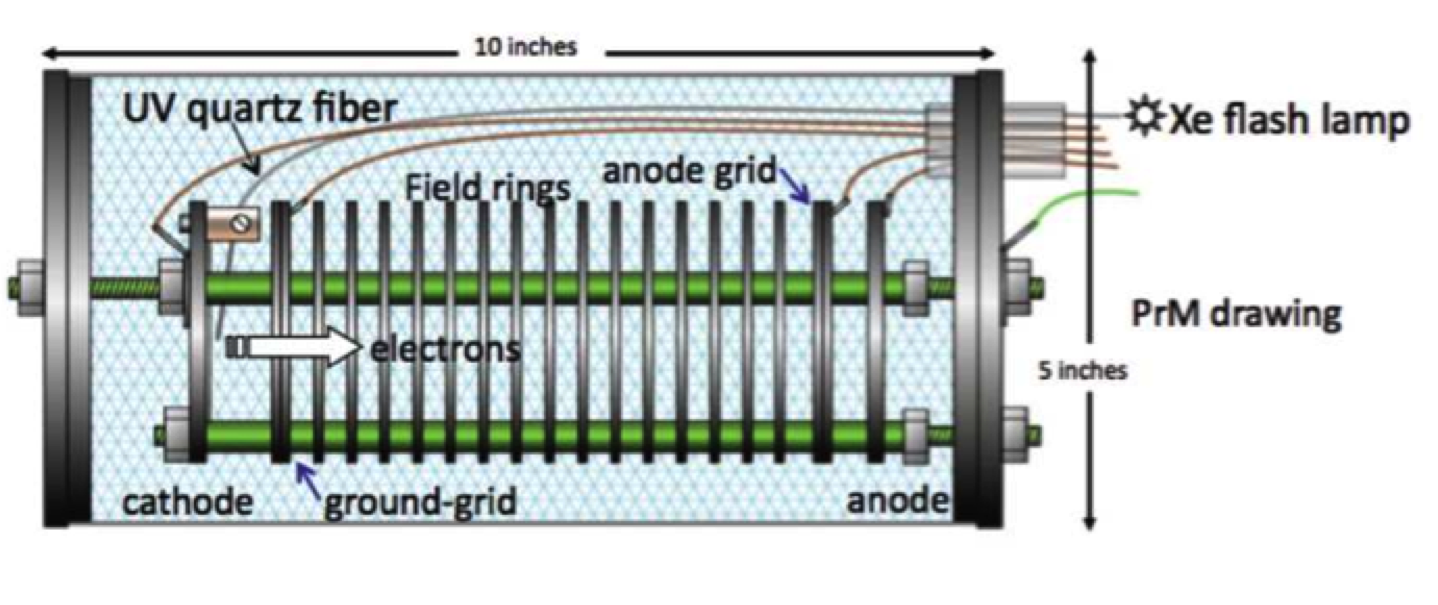 10 inches
UV quartz fiber
Xe flash lamp
anode grid
Field rings
PrM drawing
electrons
5 inches
cathode
ground-grid
anode